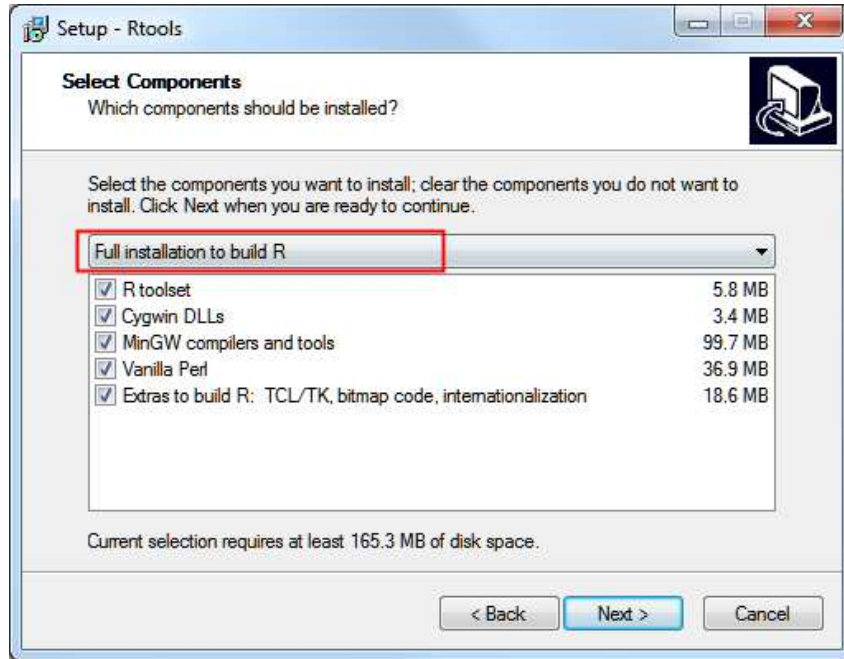 Setup - Rtools
Select Components
Which components should be installed?
Select the components you want to install; clear the components you do not want to
install. Click Next when you are ready to continue.
Full installation to build R
R toolset 5.8 MB
Cygwin DLLs 3.4 MB
MinGW compilers and tools 99.7 MB
Vanilla Perl 36.9 MB
Extras to build R: TCL/TK, bitmap code, internationalization 18.6 MB
Current selection requires at least 165.3 MB of disk space.
< Back Next > Cancel